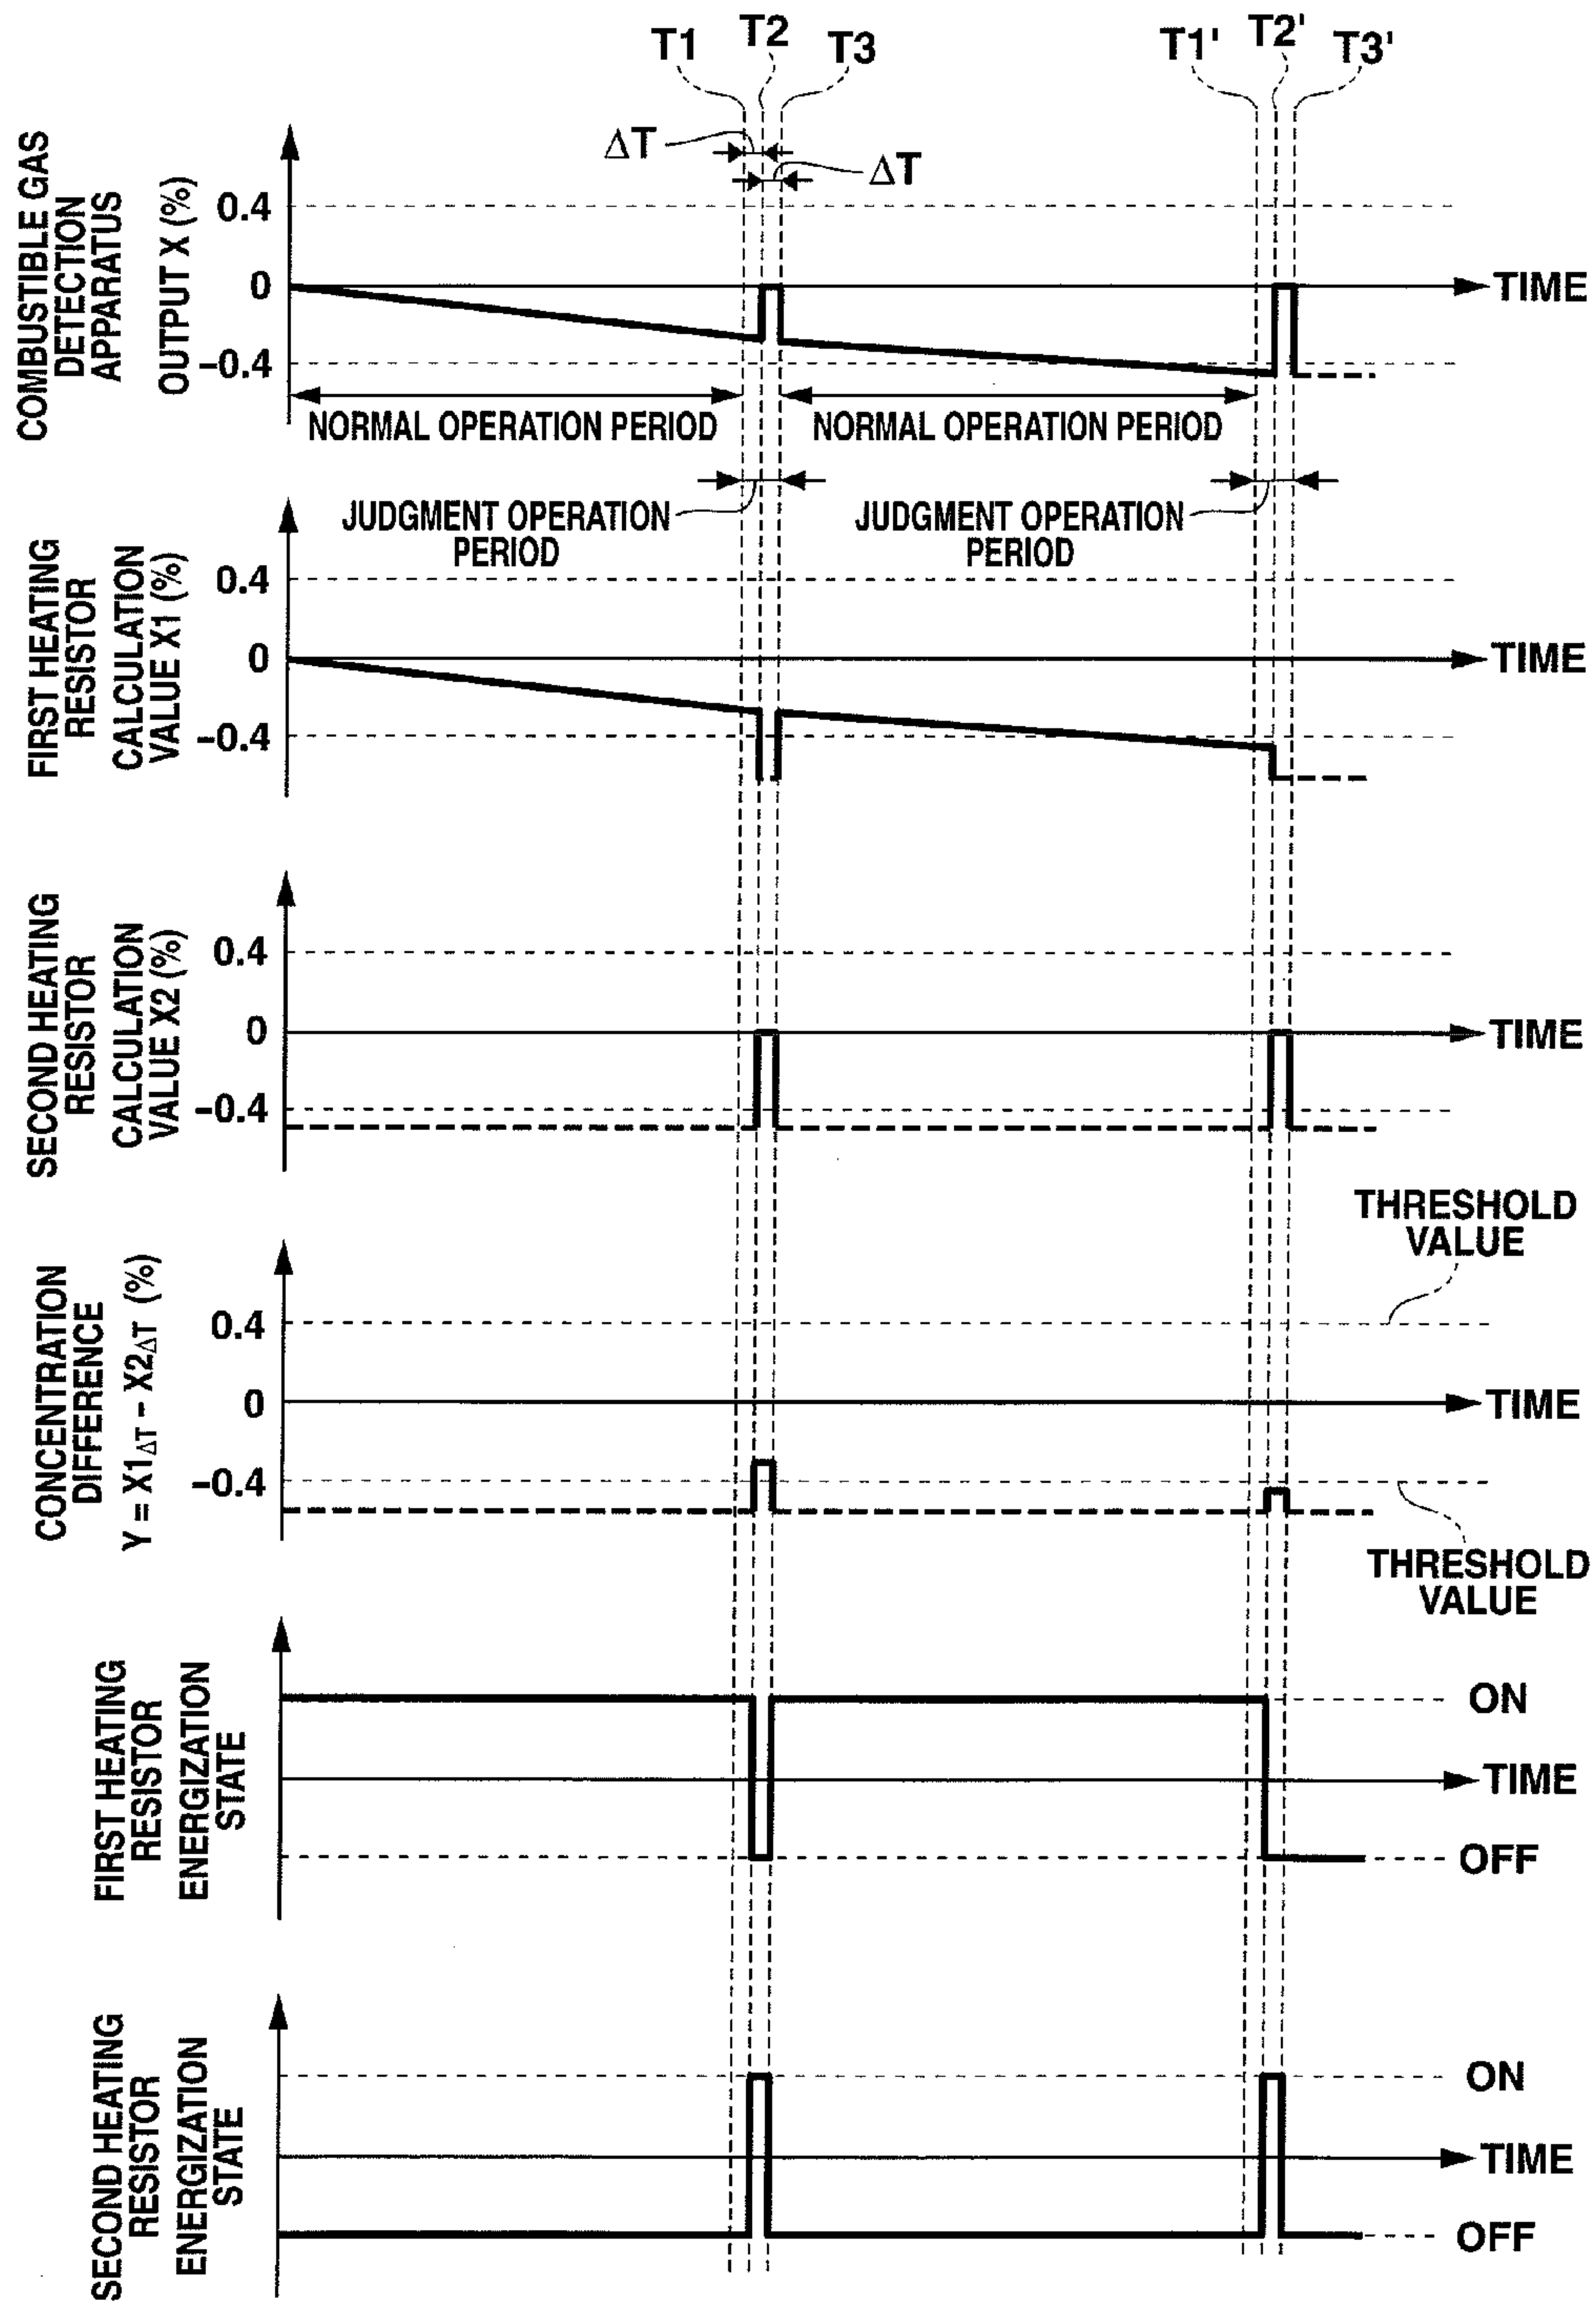 T1
T2
T3
T1'
T2'
T3'
ΔT
ΔT
COMBUSTIBLE GAS
DETECTION
APPARATUS
OUTPUT X (%)
0.4
0
−0.4
TIME
NORMAL OPERATION PERIOD
NORMAL OPERATION PERIOD
JUDGMENT OPERATION
PERIOD
JUDGMENT OPERATION
PERIOD
FIRST HEATING
RESISTOR
CALCULATION
VALUE X1 (%)
0.4
0
−0.4
TIME
SECOND HEATING
RESISTOR
CALCULATION
VALUE X2 (%)
0.4
0
−0.4
TIME
THRESHOLD
VALUE
CONCENTRATION
DIFFERENCE
Y = X1ΔT − X2ΔT (%)
0.4
0
−0.4
TIME
THRESHOLD
VALUE
FIRST HEATING
RESISTOR
ENERGIZATION
STATE
ON
TIME
OFF
SECOND HEATING
RESISTOR
ENERGIZATION
STATE
ON
TIME
OFF